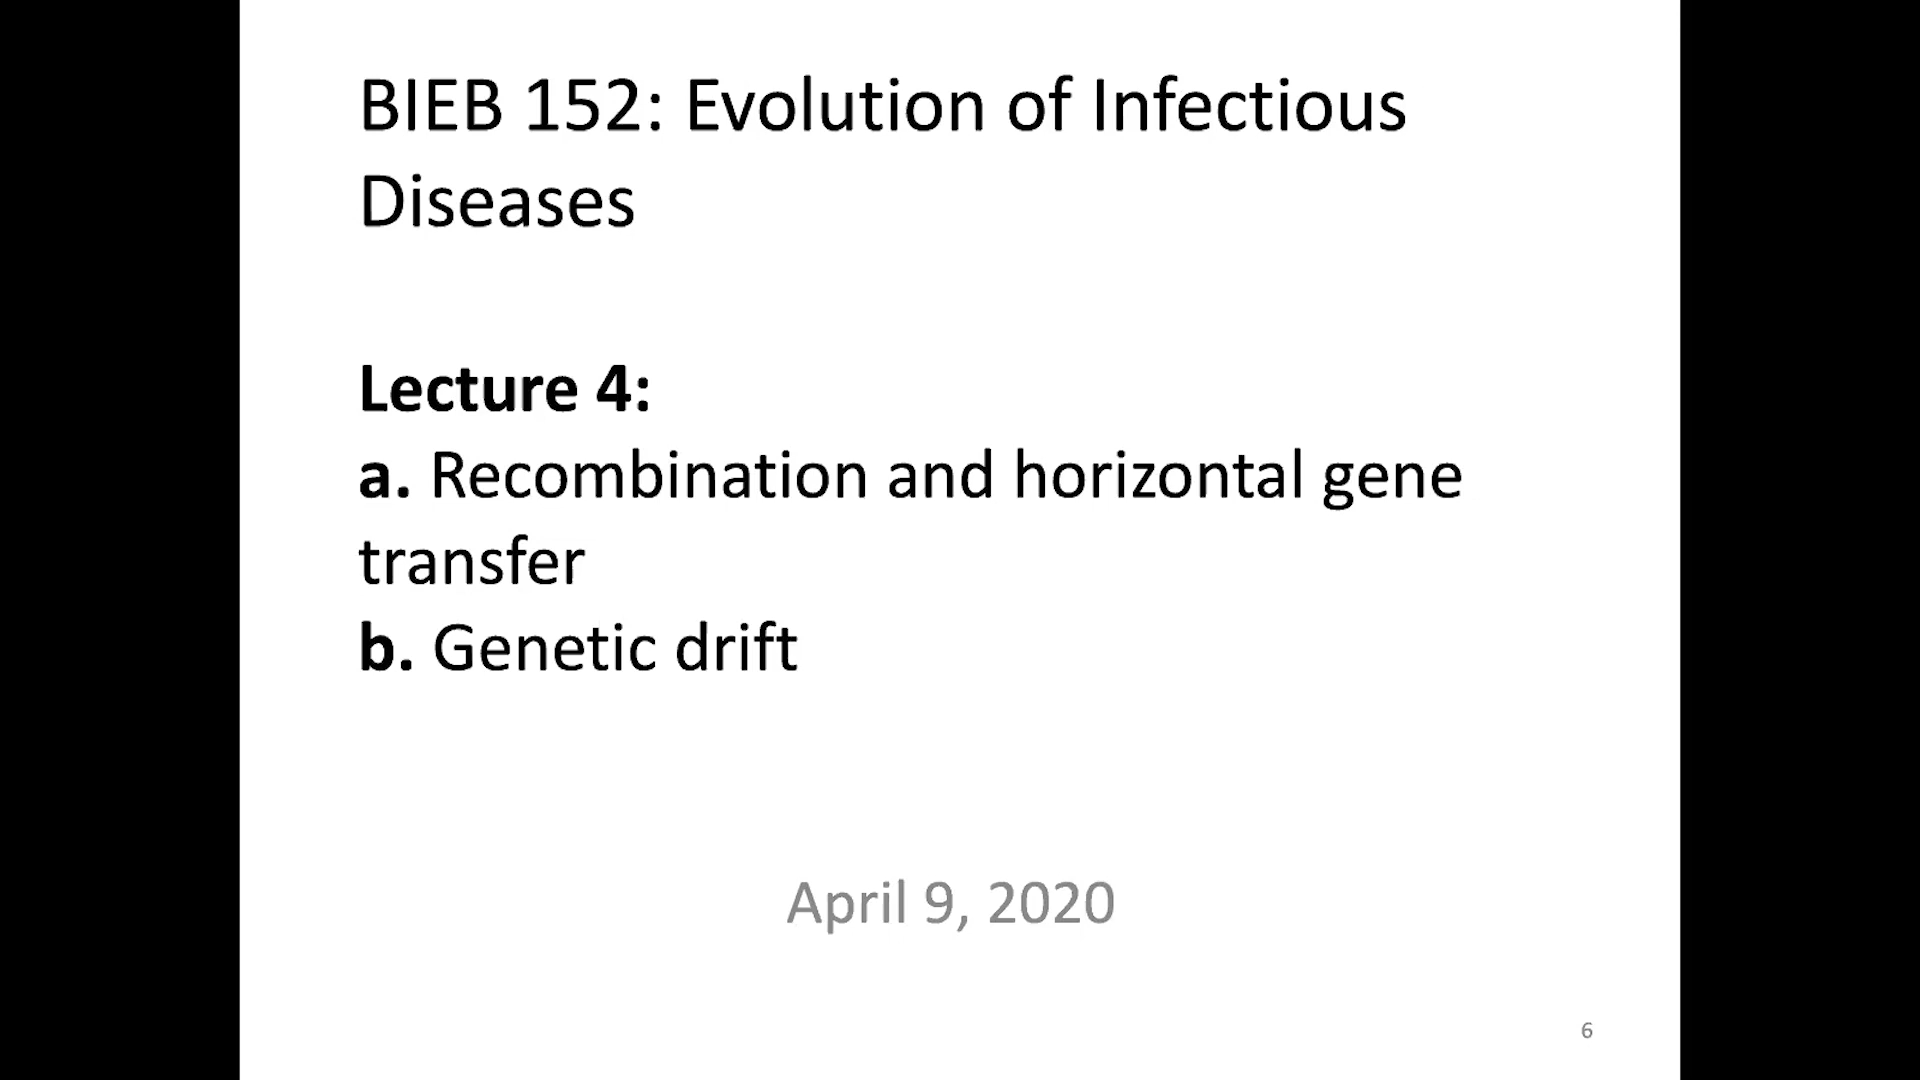 BIEB 152: Evolution of Infectious
Diseases
Lecture 4:
a. Recombination and horizontal gene
transfer
b. Genetic drift
April 9, 2020
6